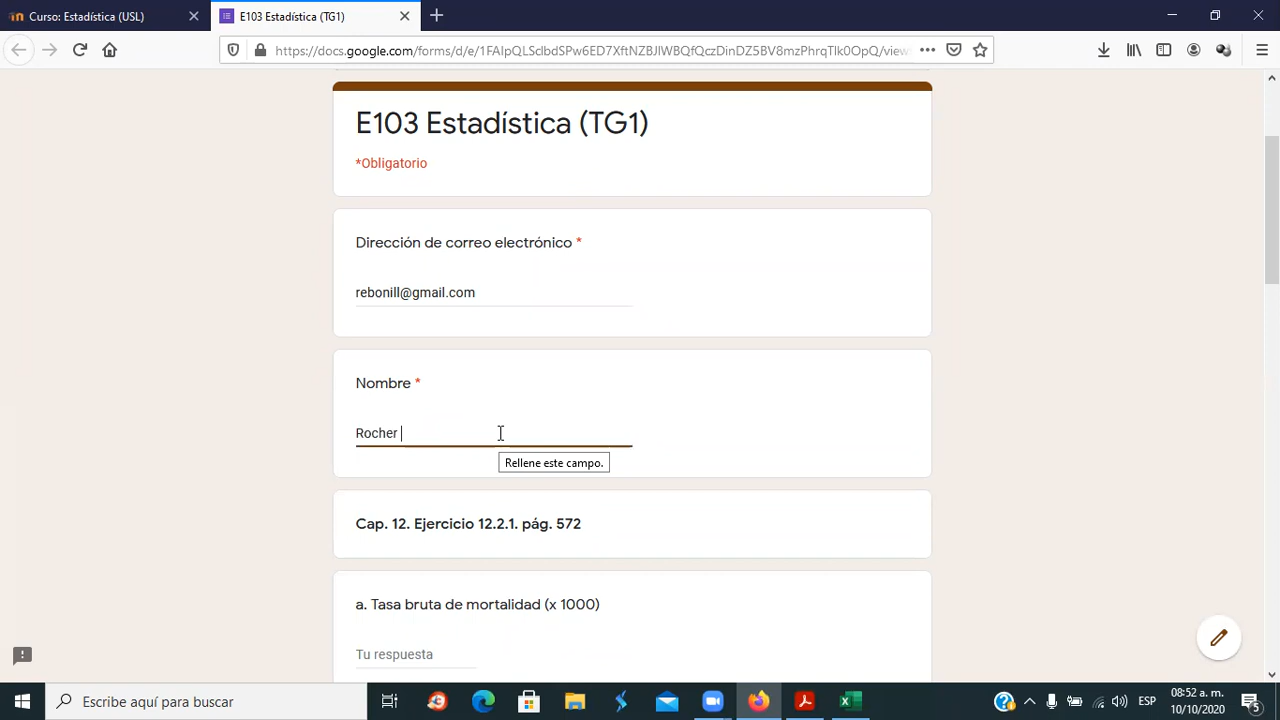 Curso: Estadística (USL)
E103 Estadística (TG1)
https://docs.google.com/forms/d/e/1FAIpQLSclbdSPw6ED7XftNZBJlWBQfQczDinDZ5BV8mzPhrqTlk0OpQ/view
E103 Estadística (TG1)
*Obligatorio
Dirección de correo electrónico *
rebonill@gmail.com
Nombre *
Rocher
Rellene este campo.
Cap. 12. Ejercicio 12.2.1. pág. 572
a. Tasa bruta de mortalidad (x 1000)
Tu respuesta
Escribe aquí para buscar
ESP
08:52 a. m.
10/10/2020
5